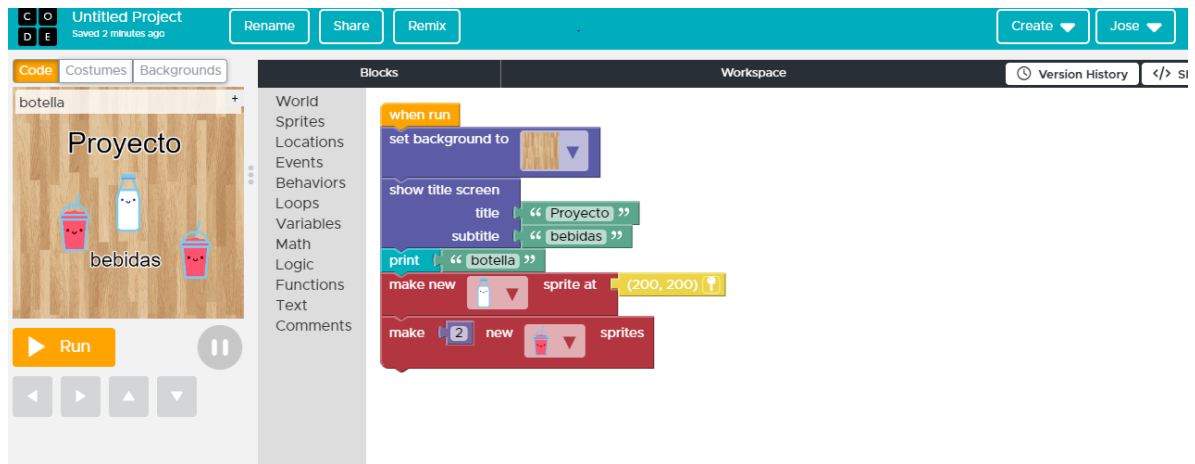 CODE
Untitled Project
Saved 2 minutes ago
Rename
Share
Remix
Create
Jose
Code
Costumes
Backgrounds
Blocks
Workspace
Version History
</> S
botella
+
Proyecto
bebidas
Run
World
Sprites
Locations
Events
Behaviors
Loops
Variables
Math
Logic
Functions
Text
Comments
when run
set background to
show title screen
title “ Proyecto ”
subtitle “ bebidas ”
print “ botella ”
make new sprite at (200, 200)
make 2 new sprites